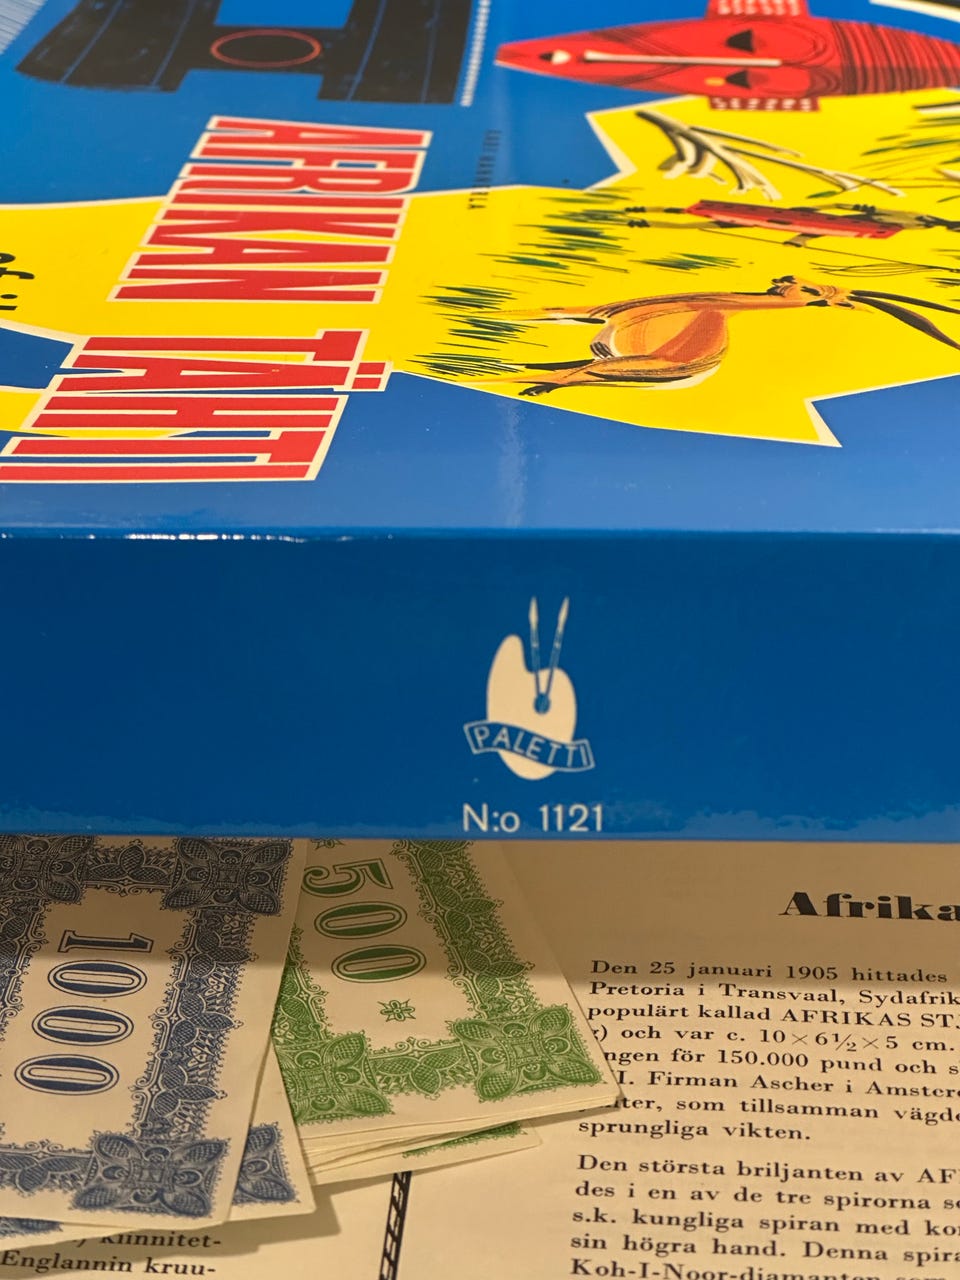 AFRIKAN TÄHTI
PALETTI
N:o 1121
1000
500
Afrika
Den 25 januari 1905 hittades
Pretoria i Transvaal, Sydafrik
populärt kallad AFRIKAS STJ
) och var c. 10×6½×5 cm.
ngen för 150.000 pund och s
I. Firman Ascher i Amster
ter, som tillsamman vägde
sprungliga vikten.
Den största briljanten av AF
des i en av de tre spirorna s
s.k. kungliga spiran med ko
sin högra hand. Denna spira
Koh-I-Noor-diamanten som
kiinnitet-
Englannin kruu-